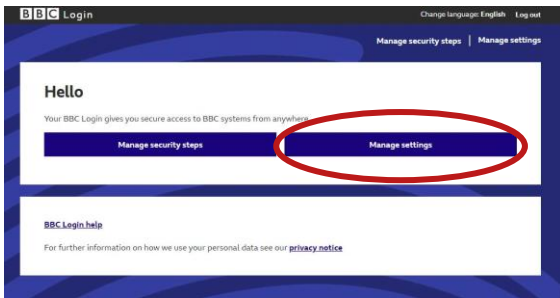 BBC Login
Change language: English Log out
Manage security steps | Manage settings
Hello
Your BBC Login gives you secure access to BBC systems from anywhere.
Manage security steps Manage settings
BBC Login help
For further information on how we use your personal data see our privacy notice